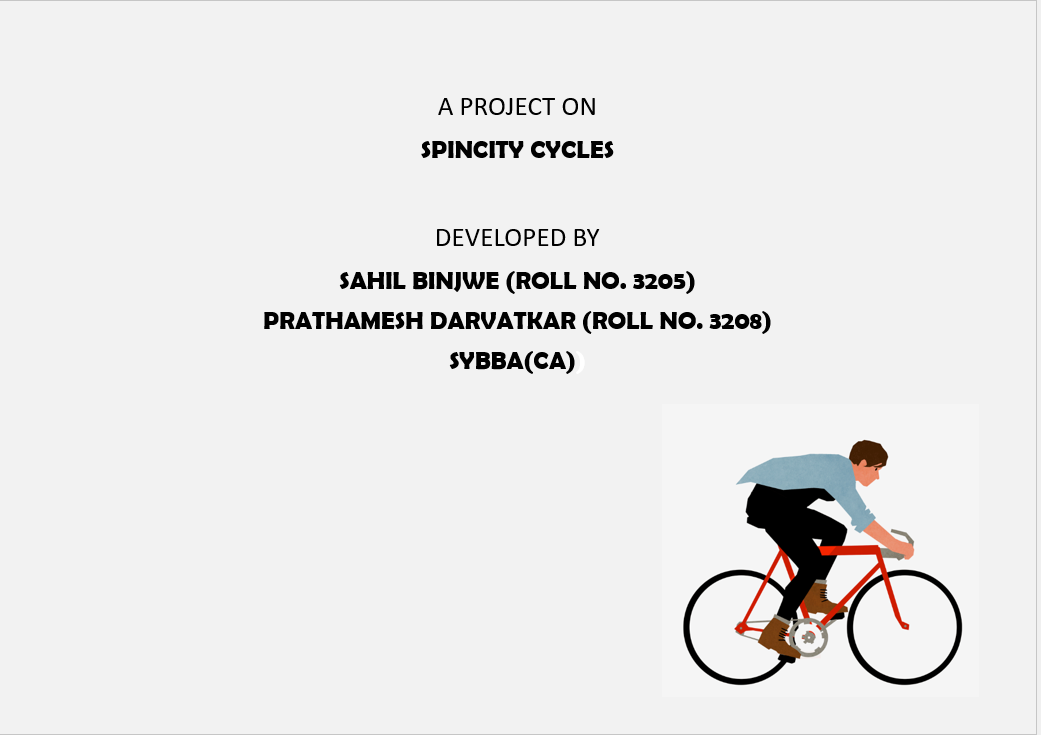 A PROJECT ON
SPINCITY CYCLES
DEVELOPED BY
SAHIL BINJWE (ROLL NO. 3205)
PRATHAMESH DARVATKAR (ROLL NO. 3208)
SYBBA(CA))